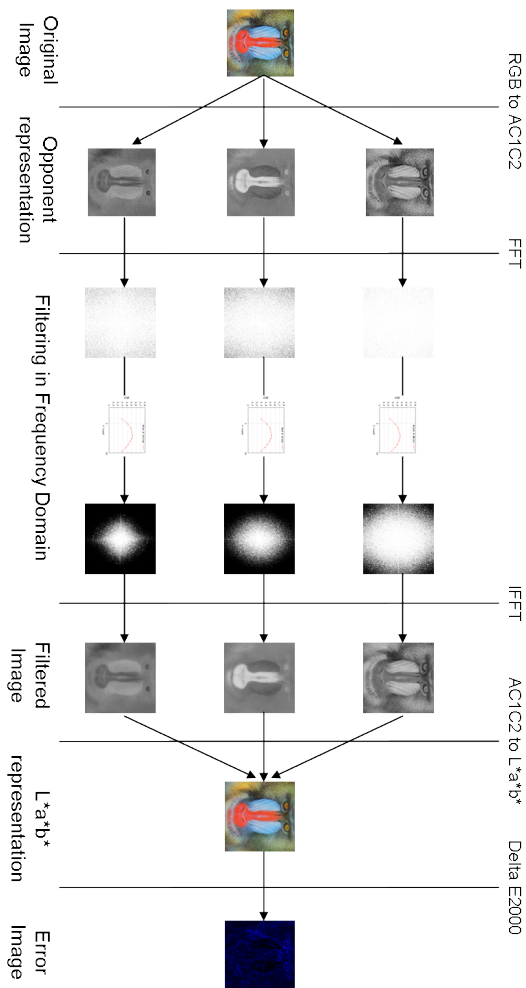 RGB to AC1C2
FFT
IFFT
AC1C2 to L*a*b*
Delta E2000
Original
Image
Opponent
representation
Filtering in Frequency Domain
Filtered
Image
L*a*b*
representation
Error
Image